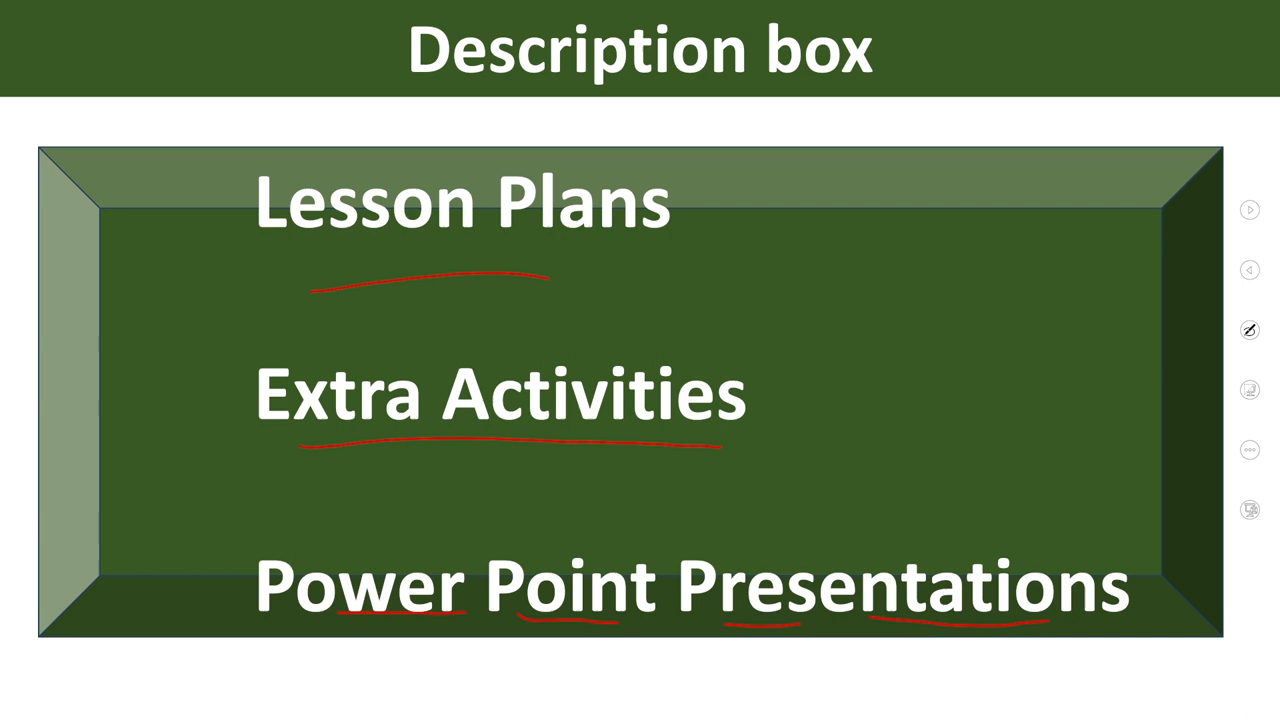 Description box
Lesson Plans
Extra Activities
Power Point Presentations